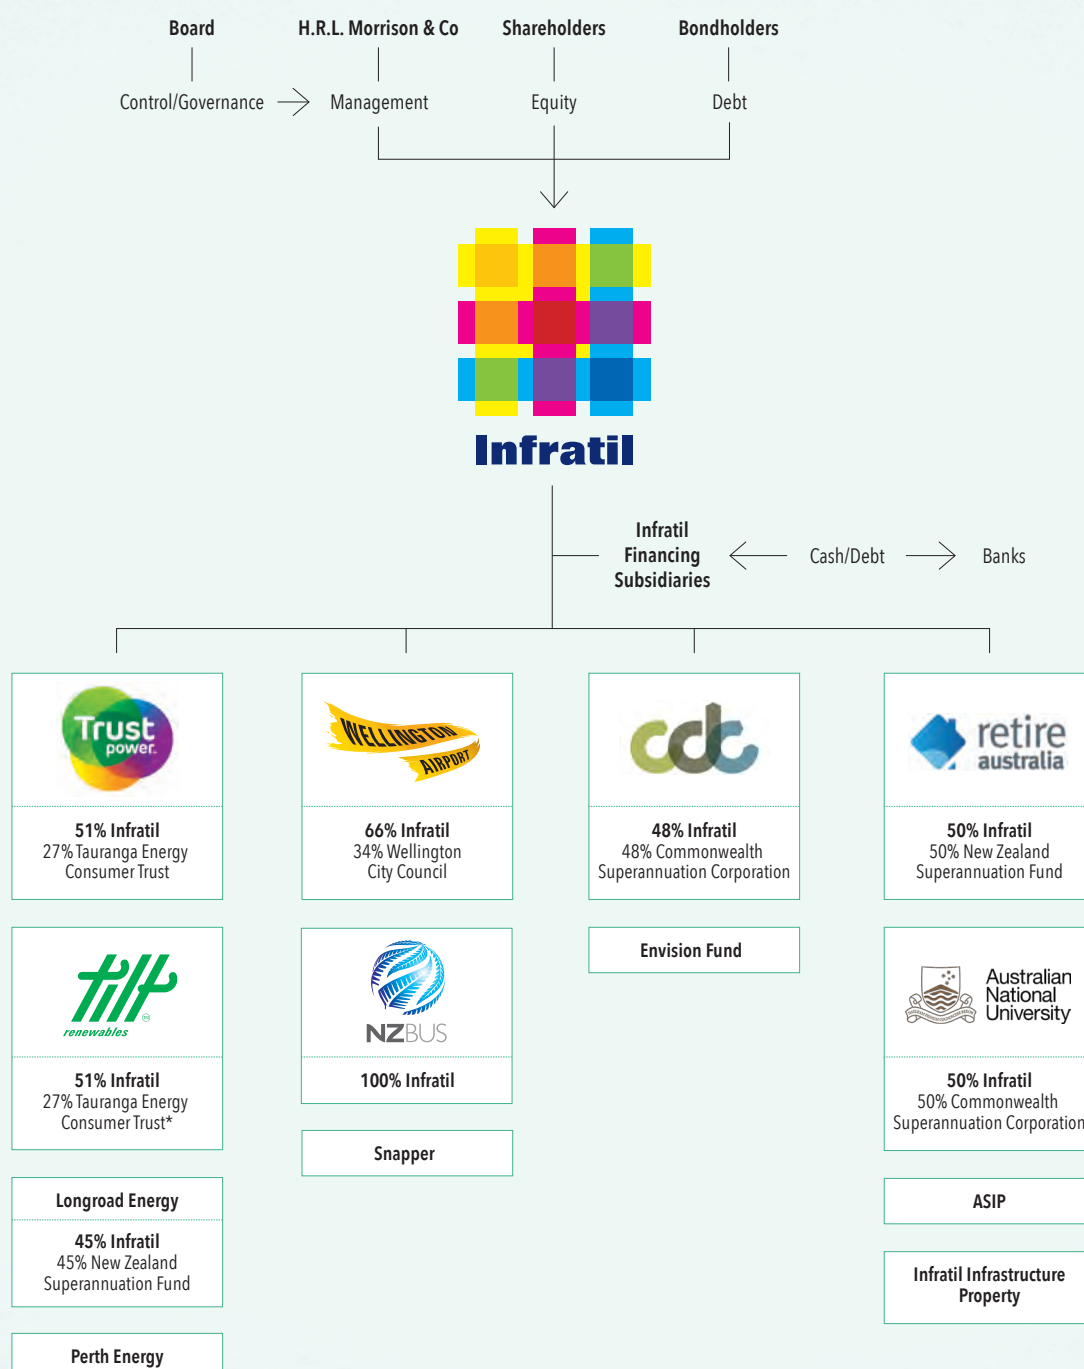 Board
H.R.L. Morrison & Co
Shareholders
Bondholders
Control/Governance
Management
Equity
Debt
Infratil
Infratil
Financing
Subsidiaries
Cash/Debt
Banks
Trust
power.
51% Infratil
27% Tauranga Energy
Consumer Trust
WELLINGTON
AIRPORT
66% Infratil
34% Wellington
City Council
cdc
48% Infratil
48% Commonwealth
Superannuation Corporation
retire
australia
50% Infratil
50% New Zealand
Superannuation Fund
tilt
renewables
51% Infratil
27% Tauranga Energy
Consumer Trust*
NZBUS
100% Infratil
Envision Fund
Australian
National
University
50% Infratil
50% Commonwealth
Superannuation Corporation
Longroad Energy
45% Infratil
45% New Zealand
Superannuation Fund
Snapper
ASIP
Infratil Infrastructure
Property
Perth Energy